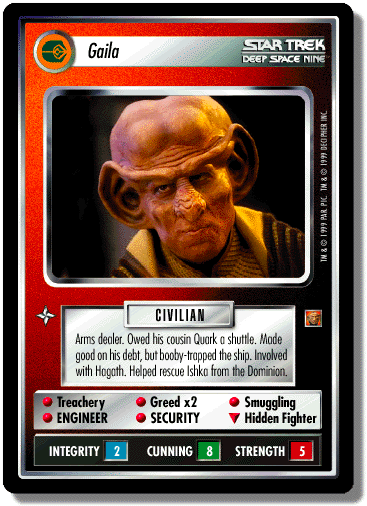 Gaila
STAR TREK
DEEP SPACE NINE
TM & © 1999 PAR. PIC. TM & © 1999 DECIPHER INC.
CIVILIAN
Arms dealer. Owed his cousin Quark a shuttle. Made
good on his debt, but booby-trapped the ship. Involved
with Hagath. Helped rescue Ishka from the Dominion.
Treachery Greed x2 Smuggling
ENGINEER SECURITY Hidden Fighter
INTEGRITY 2 CUNNING 8 STRENGTH 5